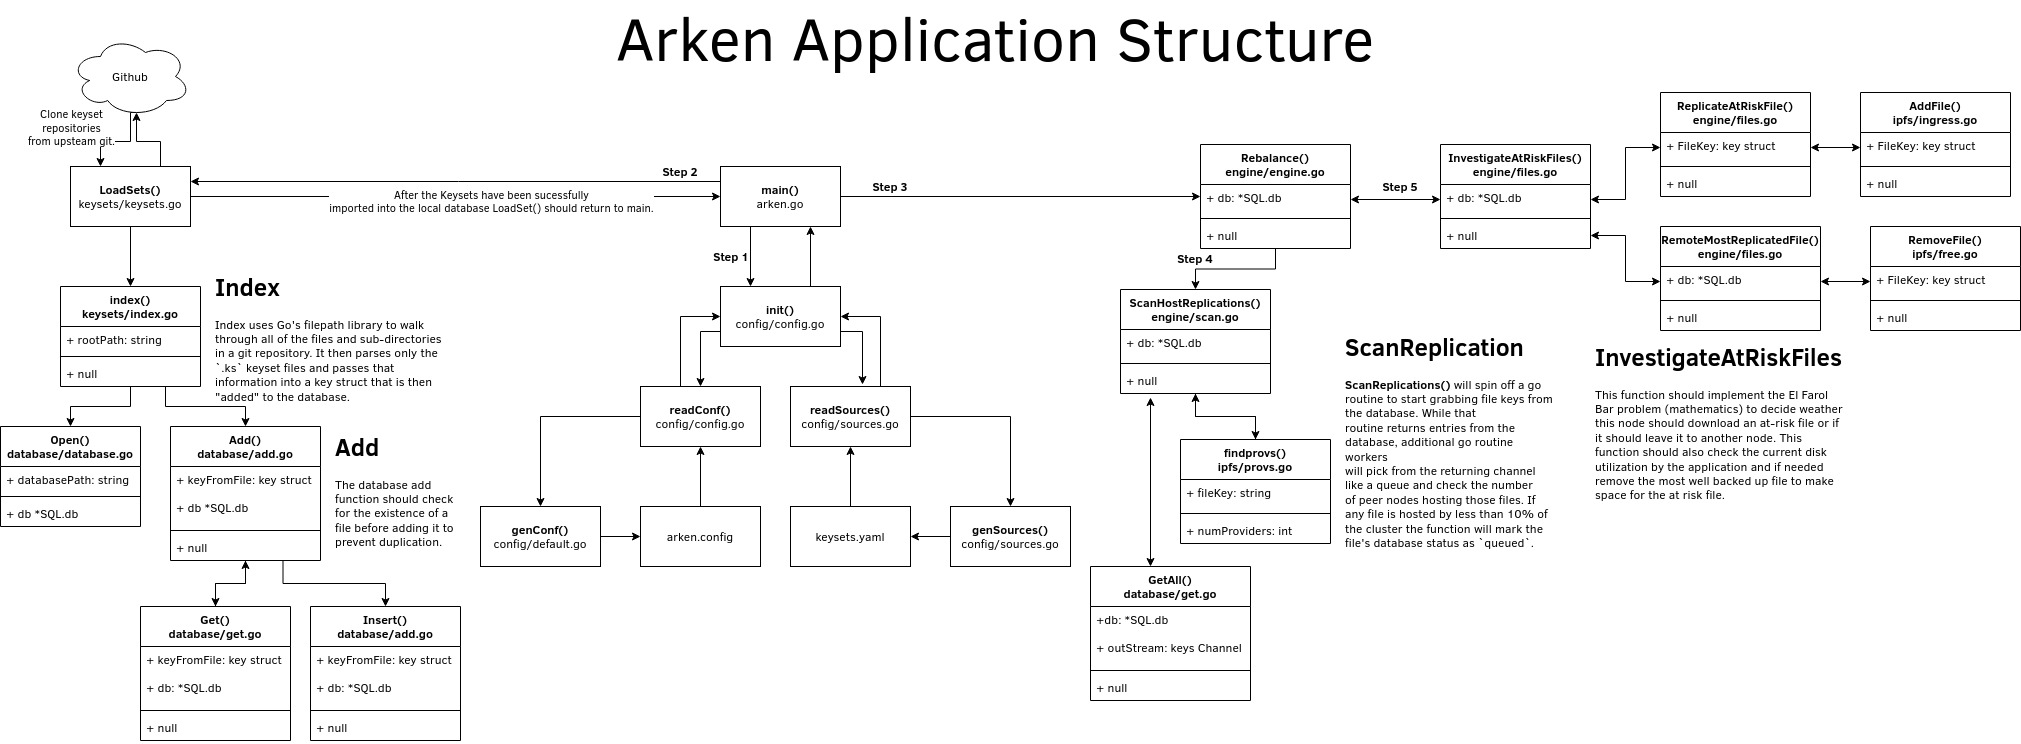 Arken Application Structure
Github
Clone keyset
repositories
from upsteam git.
LoadSets()
keysets/keysets.go
Step 2
After the Keysets have been sucessfully
imported into the local database LoadSet() should return to main.
main()
arken.go
Step 3
Step 1
index()
keysets/index.go
+ rootPath: string
+ null
Index
Index uses Go's filepath library to walk
through all of the files and sub-directories
in a git repository. It then parses only the
`.ks` keyset files and passes that
information into a key struct that is then
"added" to the database.
Open()
database/database.go
+ databasePath: string
+ db *SQL.db
Add()
database/add.go
+ keyFromFile: key struct
+ db *SQL.db
+ null
Add
The database add
function should check
for the existence of a
file before adding it to
prevent duplication.
Get()
database/get.go
+ keyFromFile: key struct
+ db: *SQL.db
+ null
Insert()
database/add.go
+ keyFromFile: key struct
+ db: *SQL.db
+ null
init()
config/config.go
readConf()
config/config.go
readSources()
config/sources.go
genConf()
config/default.go
arken.config
keysets.yaml
genSources()
config/sources.go
Rebalance()
engine/engine.go
+ db: *SQL.db
+ null
Step 5
Step 4
InvestigateAtRiskFiles()
engine/files.go
+ db: *SQL.db
+ null
ReplicateAtRiskFile()
engine/files.go
+ FileKey: key struct
+ null
AddFile()
ipfs/ingress.go
+ FileKey: key struct
+ null
RemoteMostReplicatedFile()
engine/files.go
+ db: *SQL.db
+ null
RemoveFile()
ipfs/free.go
+ FileKey: key struct
+ null
ScanHostReplications()
engine/scan.go
+ db: *SQL.db
+ null
findprovs()
ipfs/provs.go
+ fileKey: string
+ numProviders: int
GetAll()
database/get.go
+db: *SQL.db
+ outStream: keys Channel
+ null
ScanReplication
ScanReplications() will spin off a go
routine to start grabbing file keys from
the database. While that
routine returns entries from the
database, additional go routine
workers
will pick from the returning channel
like a queue and check the number
of peer nodes hosting those files. If
any file is hosted by less than 10% of
the cluster the function will mark the
file's database status as `queued`.
InvestigateAtRiskFiles
This function should implement the El Farol
Bar problem (mathematics) to decide weather
this node should download an at-risk file or if
it should leave it to another node. This
function should also check the current disk
utilization by the application and if needed
remove the most well backed up file to make
space for the at risk file.